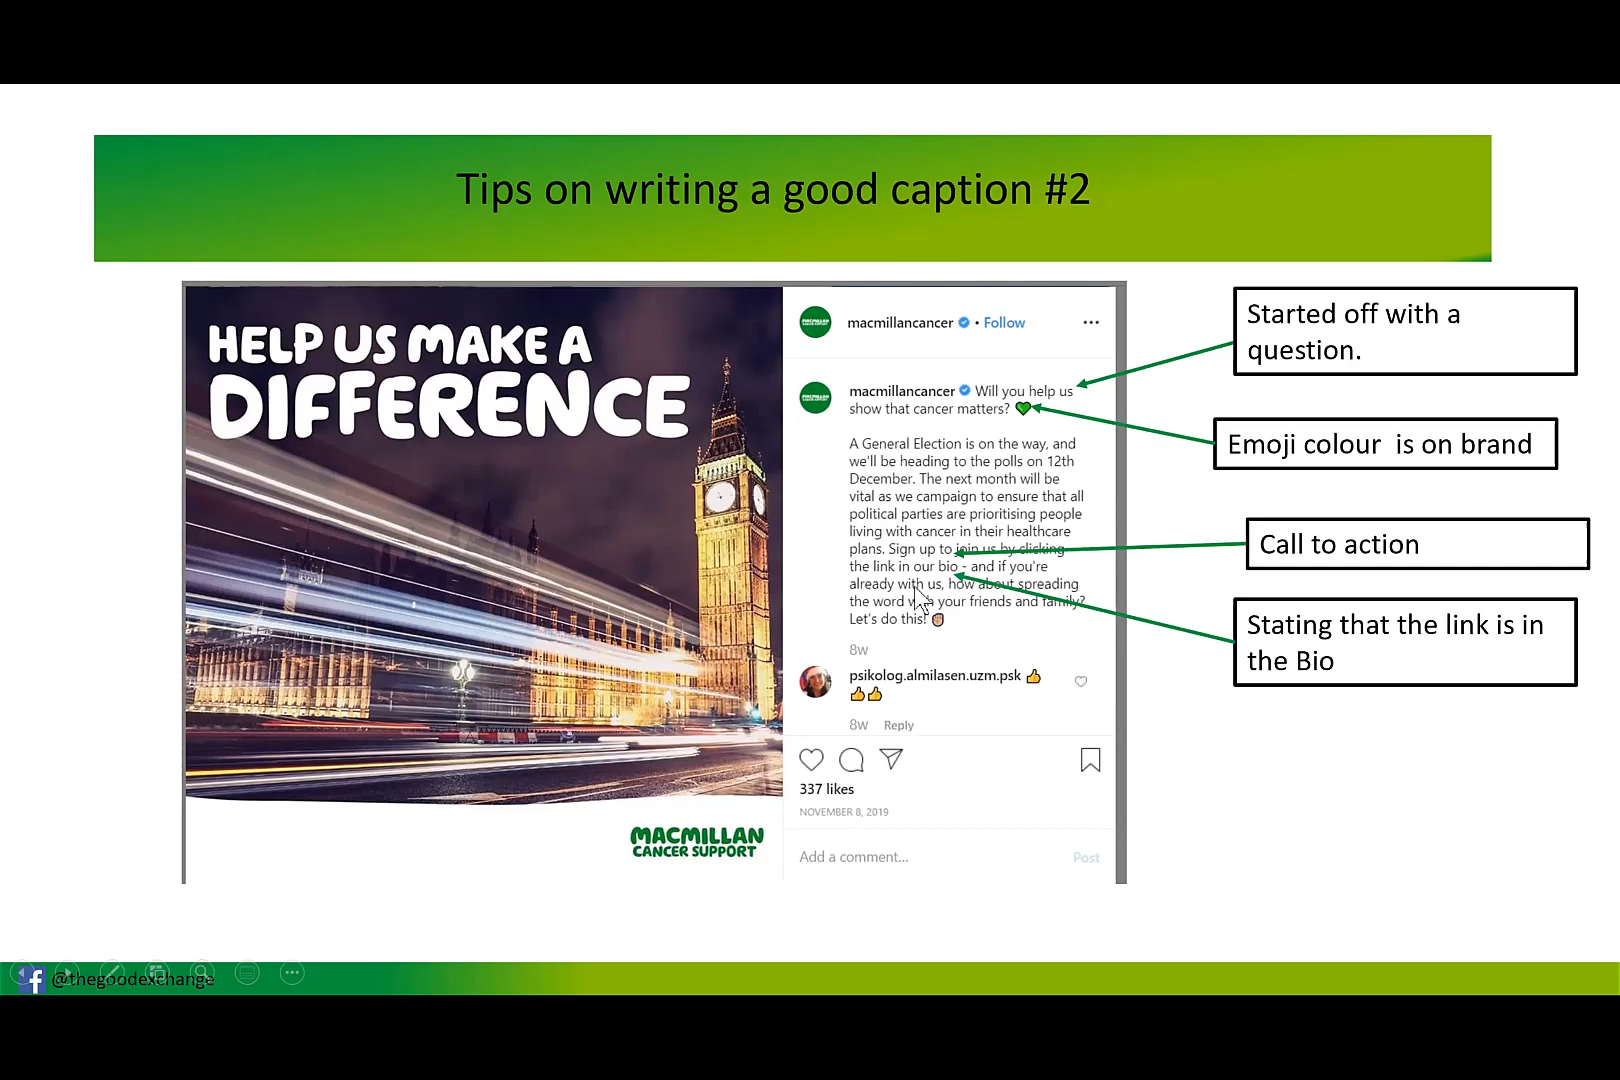 Tips on writing a good caption #2
HELP US MAKE A
DIFFERENCE
MACMILLAN
CANCER SUPPORT
macmillancancer • Follow
macmillancancer Will you help us
show that cancer matters? 💚
A General Election is on the way, and
we'll be heading to the polls on 12th
December. The next month will be
vital as we campaign to ensure that all
political parties are prioritising people
living with cancer in their healthcare
plans. Sign up to join us by clicking
the link in our bio - and if you're
already with us, how about spreading
the word with your friends and family?
Let's do this!
8w
psikolog.almilasen.uzm.psk 👍
👍👍
8w Reply
337 likes
NOVEMBER 8, 2019
Add a comment... Post
Started off with a
question.
Emoji colour is on brand
Call to action
Stating that the link is in
the Bio
@thegoodexchange